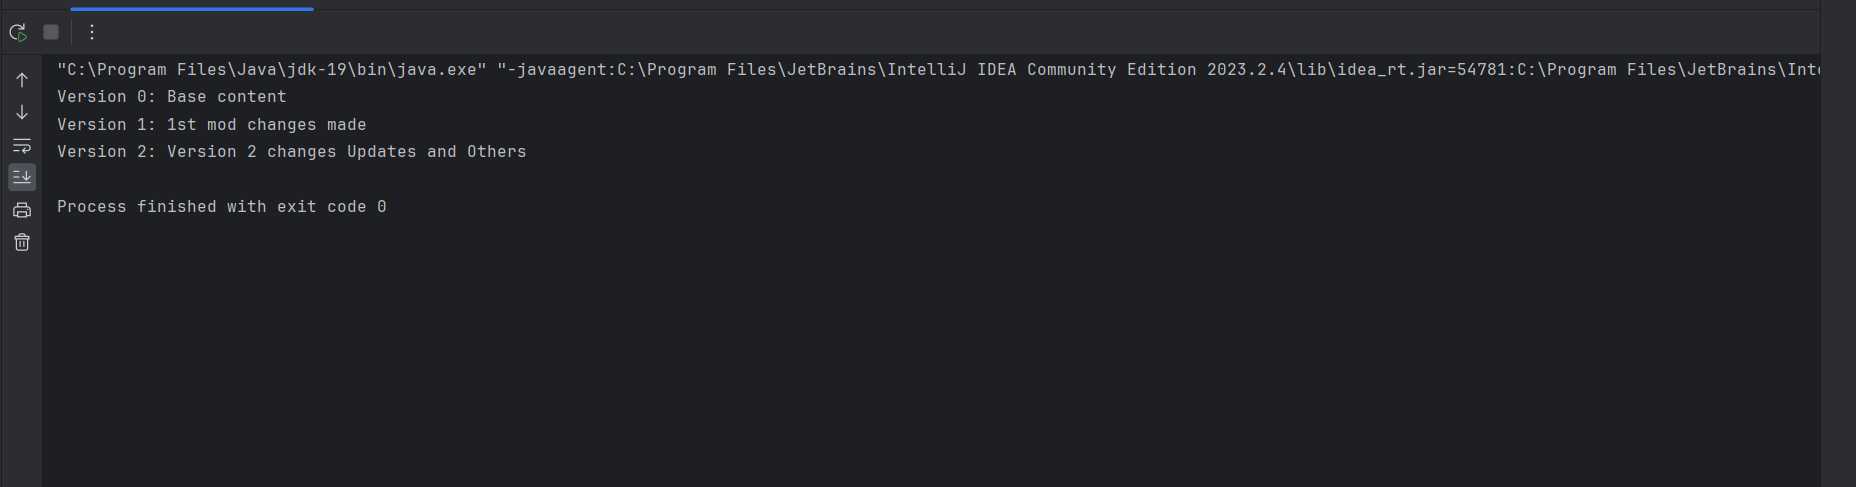 "C:\Program Files\Java\jdk-19\bin\java.exe" "-javaagent:C:\Program Files\JetBrains\IntelliJ IDEA Community Edition 2023.2.4\lib\idea_rt.jar=54781:C:\Program Files\JetBrains\Inte
Version 0: Base content
Version 1: 1st mod changes made
Version 2: Version 2 changes Updates and Others
Process finished with exit code 0